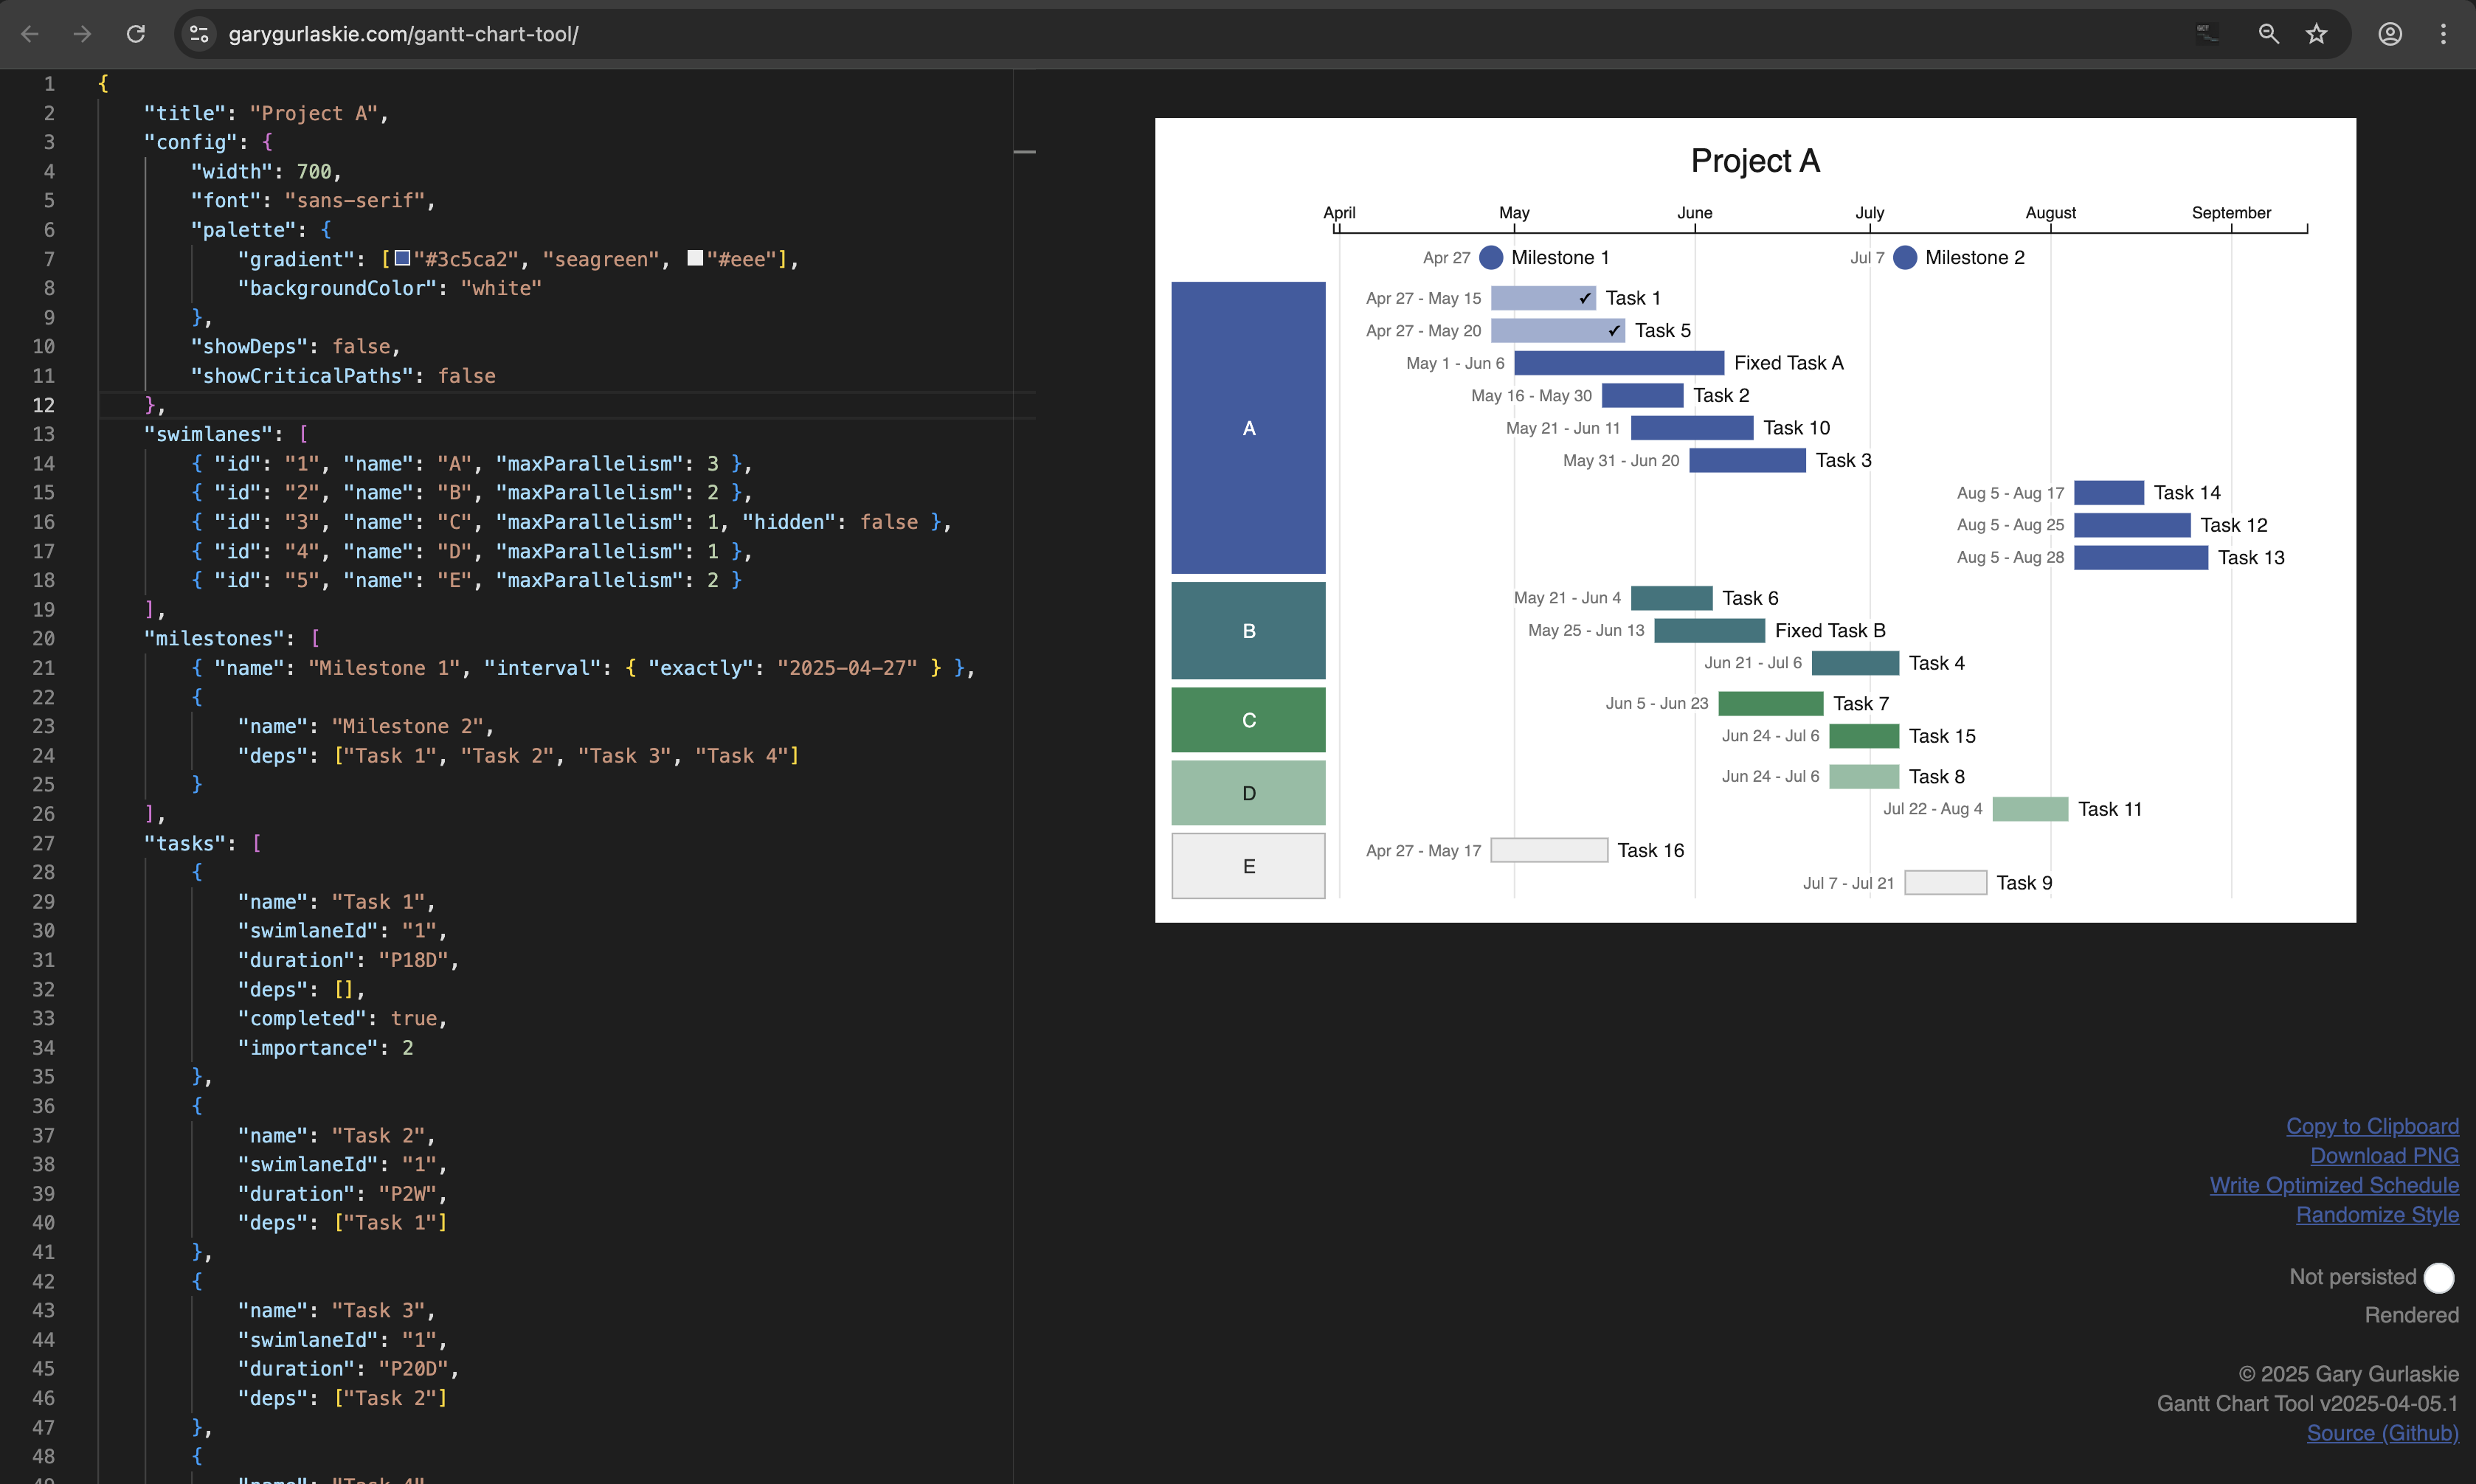 garygurlaskie.com/gantt-chart-tool/
1 {
2 "title": "Project A",
3 "config": {
4 "width": 700,
5 "font": "sans-serif",
6 "palette": {
7 "gradient": ["#3c5ca2", "seagreen", "#eee"],
8 "backgroundColor": "white"
9 },
10 "showDeps": false,
11 "showCriticalPaths": false
12 },
13 "swimlanes": [
14 { "id": "1", "name": "A", "maxParallelism": 3 },
15 { "id": "2", "name": "B", "maxParallelism": 2 },
16 { "id": "3", "name": "C", "maxParallelism": 1, "hidden": false },
17 { "id": "4", "name": "D", "maxParallelism": 1 },
18 { "id": "5", "name": "E", "maxParallelism": 2 }
19 ],
20 "milestones": [
21 { "name": "Milestone 1", "interval": { "exactly": "2025-04-27" } },
22 {
23 "name": "Milestone 2",
24 "deps": ["Task 1", "Task 2", "Task 3", "Task 4"]
25 }
26 ],
27 "tasks": [
28 {
29 "name": "Task 1",
30 "swimlaneId": "1",
31 "duration": "P18D",
32 "deps": [],
33 "completed": true,
34 "importance": 2
35 },
36 {
37 "name": "Task 2",
38 "swimlaneId": "1",
39 "duration": "P2W",
40 "deps": ["Task 1"]
41 },
42 {
43 "name": "Task 3",
44 "swimlaneId": "1",
45 "duration": "P20D",
46 "deps": ["Task 2"]
47 },
48 {
Project A
April May June July August September
Apr 27 Milestone 1 Jul 7 Milestone 2
A
Apr 27 - May 15 ✔ Task 1
Apr 27 - May 20 ✔ Task 5
May 1 - Jun 6 Fixed Task A
May 16 - May 30 Task 2
May 21 - Jun 11 Task 10
May 31 - Jun 20 Task 3
Aug 5 - Aug 17 Task 14
Aug 5 - Aug 25 Task 12
Aug 5 - Aug 28 Task 13
B
May 21 - Jun 4 Task 6
May 25 - Jun 13 Fixed Task B
Jun 21 - Jul 6 Task 4
C
Jun 5 - Jun 23 Task 7
Jun 24 - Jul 6 Task 15
D
Jun 24 - Jul 6 Task 8
Jul 22 - Aug 4 Task 11
E
Apr 27 - May 17 Task 16
Jul 7 - Jul 21 Task 9
Copy to Clipboard
Download PNG
Write Optimized Schedule
Randomize Style
Not persisted
Rendered
© 2025 Gary Gurlaskie
Gantt Chart Tool v2025-04-05.1
Source (Github)